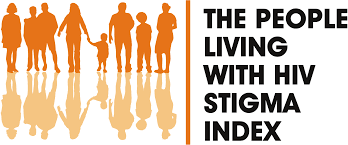 THE PEOPLE
LIVING
WITH HIV
STIGMA
INDEX